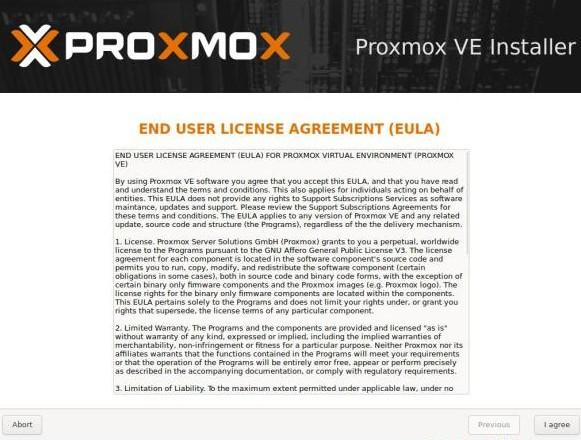 PROXMOX
Proxmox VE Installer
END USER LICENSE AGREEMENT (EULA)
END USER LICENSE AGREEMENT (EULA) FOR PROXMOX VIRTUAL ENVIRONMENT (PROXMOX
VE)
By using Proxmox VE software you agree that you accept this EULA, and that you have read
and understand the terms and conditions. This also applies for individuals acting on behalf of
entities. This EULA does not provide any rights to Support Subscriptions Services as software
maintance, updates and support. Please review the Support Subscriptions Agreements for
these terms and conditions. The EULA applies to any version of Proxmox VE and any related
update, source code and structure (the Programs), regardless of the the delivery mechanism.
1. License. Proxmox Server Solutions GmbH (Proxmox) grants to you a perpetual, worldwide
license to the Programs pursuant to the GNU Affero General Public License V3. The license
agreement for each component is located in the software component's source code and
permits you to run, copy, modify, and redistribute the software component (certain
obligations in some cases), both in source code and binary code forms, with the exception of
certain binary only firmware components and the Proxmox images (e.g. Proxmox logo). The
license rights for the binary only firmware components are located within the components.
This EULA pertains solely to the Programs and does not limit your rights under, or grant you
rights that supersede, the license terms of any particular component.
2. Limited Warranty. The Programs and the components are provided and licensed "as is"
without warranty of any kind, expressed or implied, including the implied warranties of
merchantability, non-infringement or fitness for a particular purpose. Neither Proxmox nor its
affiliates warrants that the functions contained in the Programs will meet your requirements
or that the operation of the Programs will be entirely error free, appear or perform precisely
as described in the accompanying documentation, or comply with regulatory requirements.
3. Limitation of Liability. To the maximum extent permitted under applicable law, under no
Abort
Previous
I agree